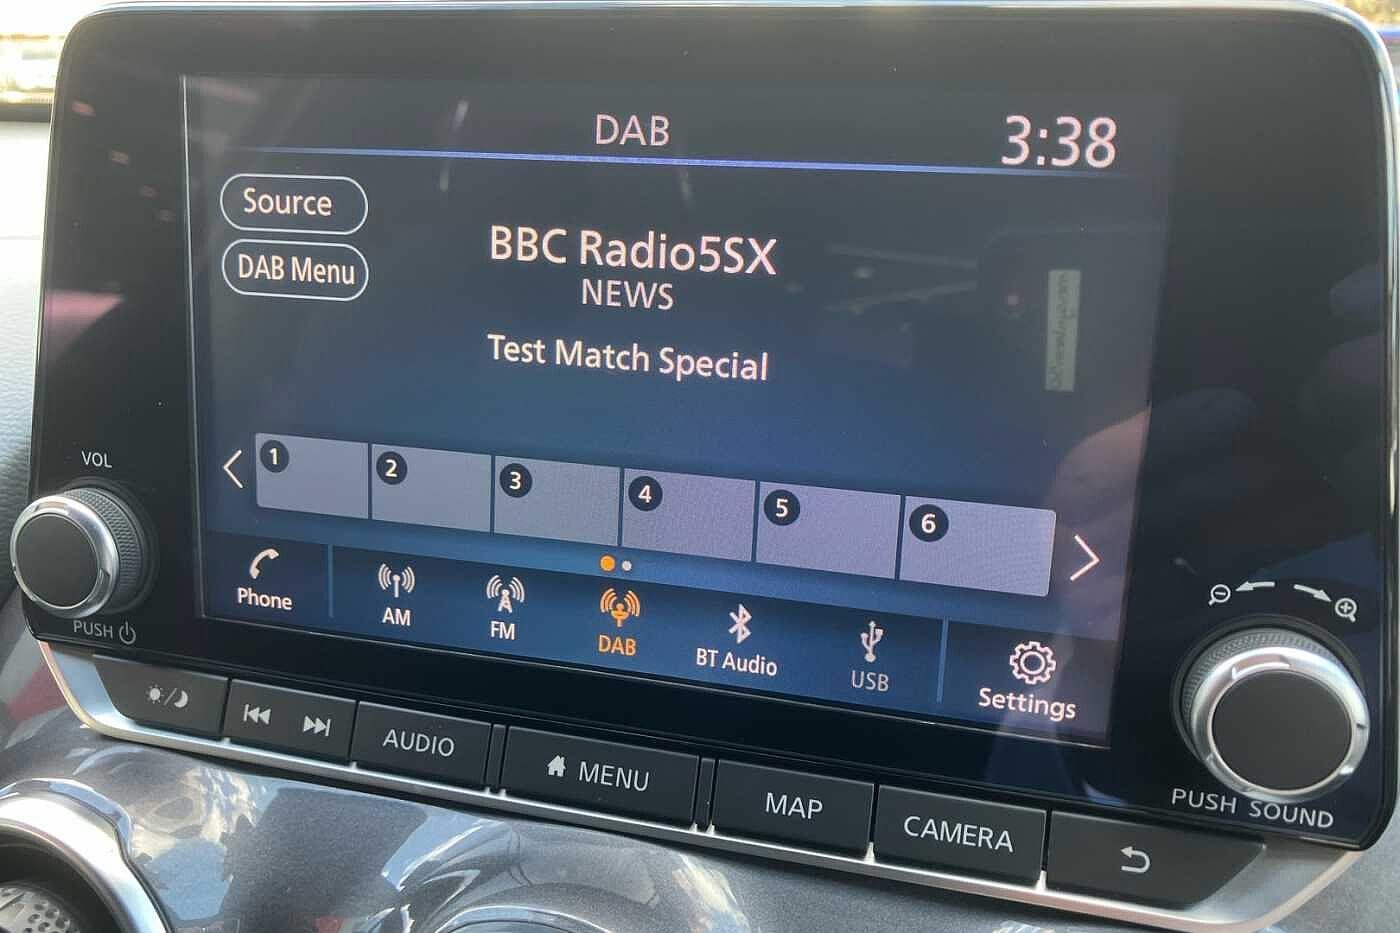 DAB
3:38
Source
DAB Menu
BBC Radio5SX
NEWS
Test Match Special
1 2 3 4 5 6
Phone
AM
FM
DAB
BT Audio
USB
Settings
VOL
PUSH
AUDIO
MENU
MAP
CAMERA
PUSH SOUND